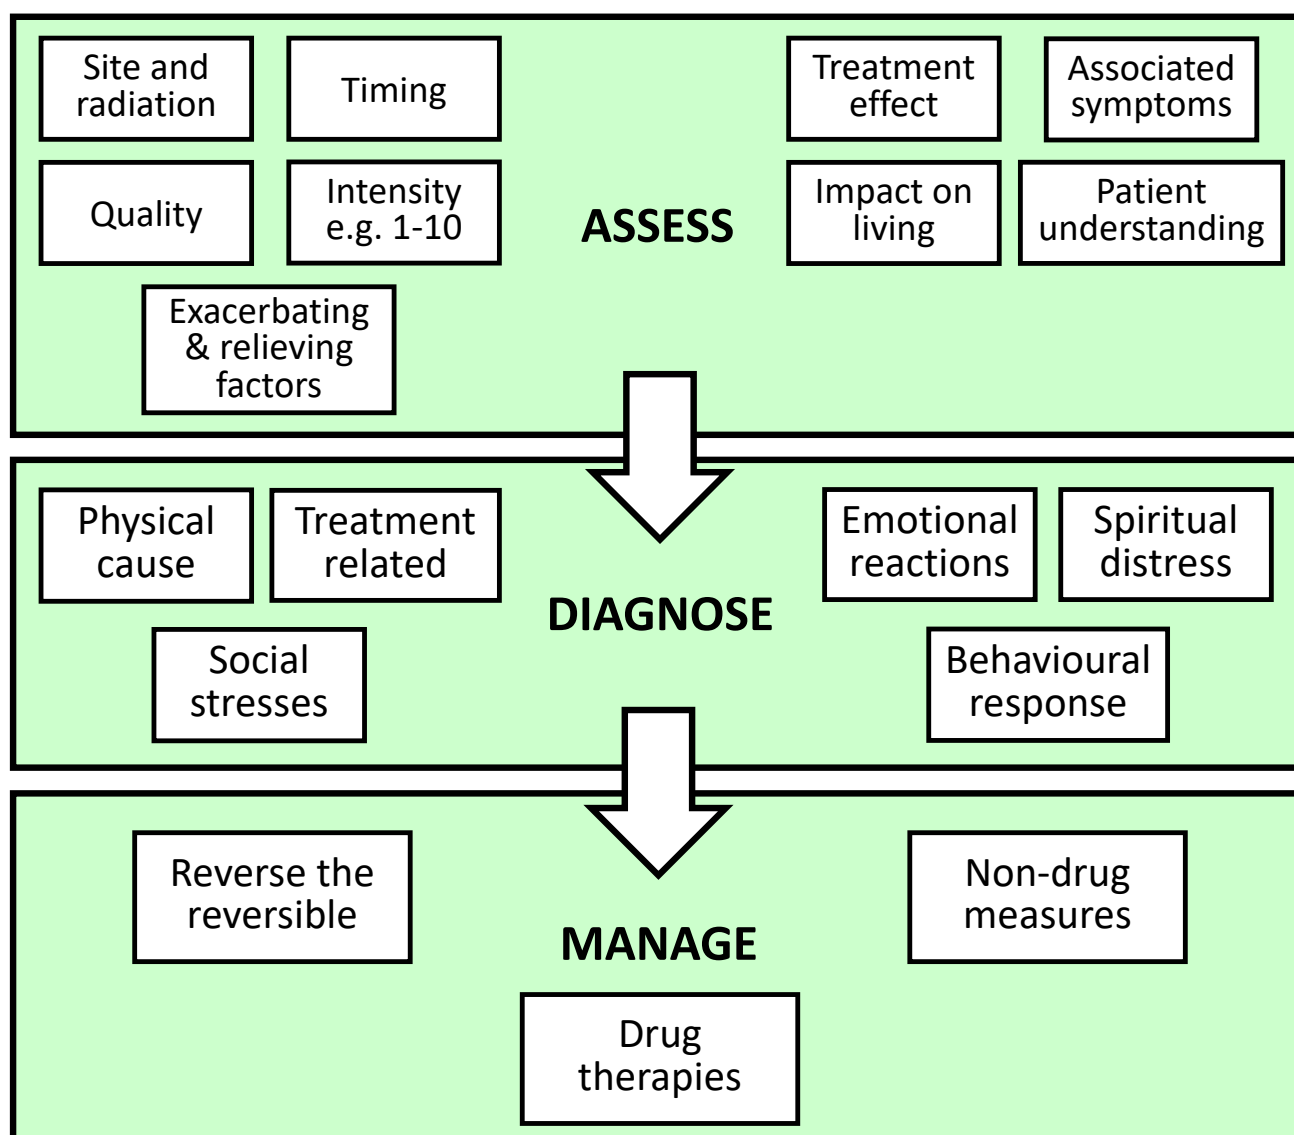 Site and
radiation
Timing
Treatment
effect
Associated
symptoms
Quality
Intensity
e.g. 1-10
ASSESS
Impact on
living
Patient
understanding
Exacerbating
& relieving
factors
Physical
cause
Treatment
related
Emotional
reactions
Spiritual
distress
DIAGNOSE
Social
stresses
Behavioural
response
Reverse the
reversible
Non-drug
measures
MANAGE
Drug
therapies